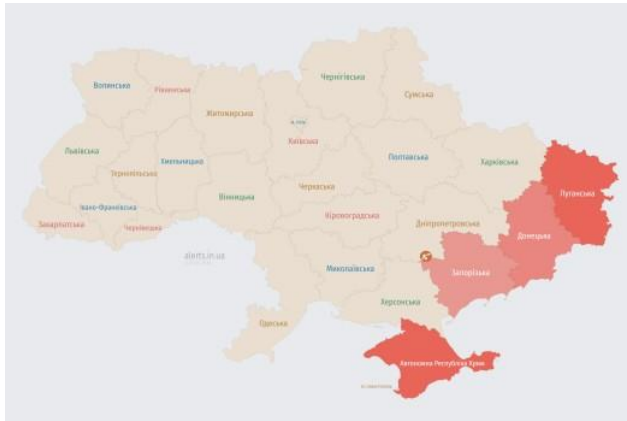 Чернігівська
Волинська
Рівненська
Сумська
Житомирська
м. Київ
Київська
Львівська
Тернопільська
Хмельницька
Полтавська
Харківська
Луганська
Черкаська
Вінницька
Івано-Франківська
Закарпатська
Чернівецька
Кіровоградська
Дніпропетровська
Донецька
alerts.in.ua
Миколаївська
Запорізька
Херсонська
Одеська
Автономна Республіка Крим